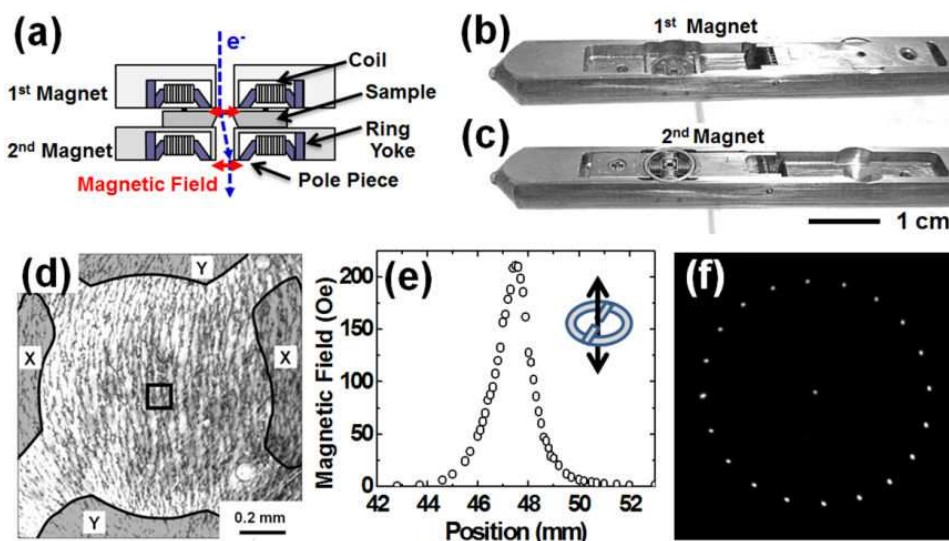 (a)
e-
Coil
1st Magnet
Sample
2nd Magnet
Ring
Yoke
Magnetic Field
Pole Piece
(b)
1st Magnet
(c)
2nd Magnet
1 cm
(d)
Y
X
X
Y
0.2 mm
(e)
Magnetic Field (Oe)
200
150
100
50
0
42 44 46 48 50 52
Position (mm)
(f)